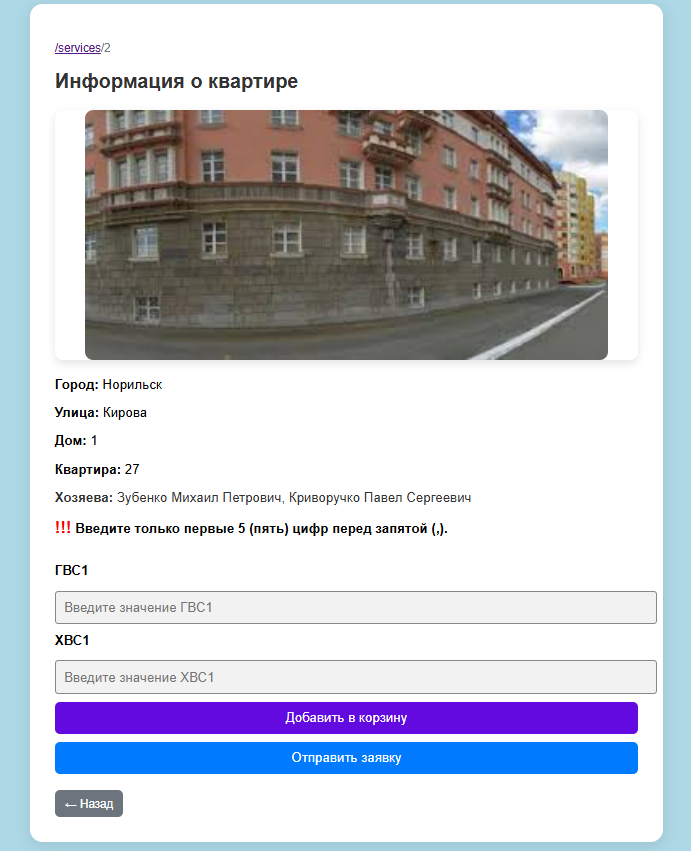 /services/2
Информация о квартире
Город: Норильск
Улица: Кирова
Дом: 1
Квартира: 27
Хозяева: Зубенко Михаил Петрович, Криворучко Павел Сергеевич
!!! Введите только первые 5 (пять) цифр перед запятой (,).
ГВС1
Введите значение ГВС1
ХВС1
Введите значение ХВС1
Добавить в корзину
Отправить заявку
← Назад